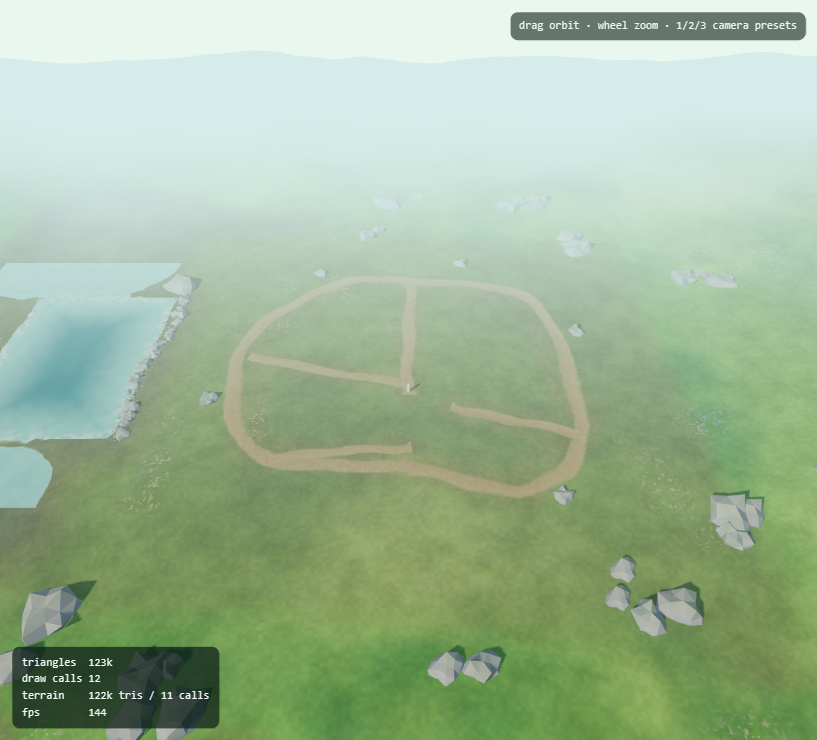 drag orbit · wheel zoom · 1/2/3 camera presets
triangles 123k
draw calls 12
terrain 122k tris / 11 calls
fps 144